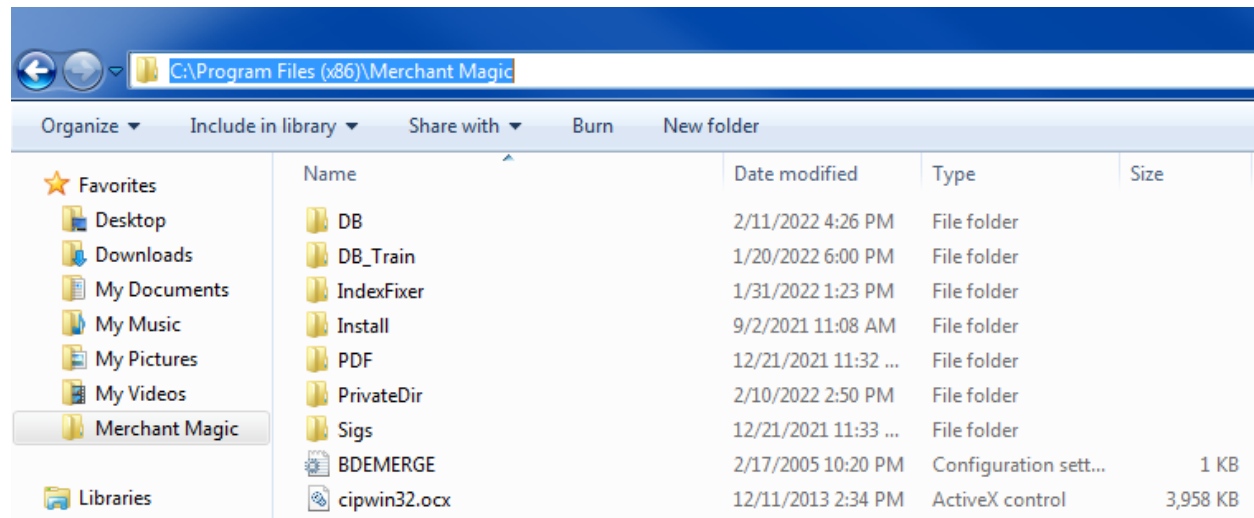 C:\Program Files (x86)\Merchant Magic
Organize Include in library Share with Burn New folder
Favorites
Desktop
Downloads
My Documents
My Music
My Pictures
My Videos
Merchant Magic
Libraries
Name Date modified Type Size
DB 2/11/2022 4:26 PM File folder
DB_Train 1/20/2022 6:00 PM File folder
IndexFixer 1/31/2022 1:23 PM File folder
Install 9/2/2021 11:08 AM File folder
PDF 12/21/2021 11:32 ... File folder
PrivateDir 2/10/2022 2:50 PM File folder
Sigs 12/21/2021 11:33 ... File folder
BDEMERGE 2/17/2005 10:20 PM Configuration sett... 1 KB
cipwin32.ocx 12/11/2013 2:34 PM ActiveX control 3,958 KB